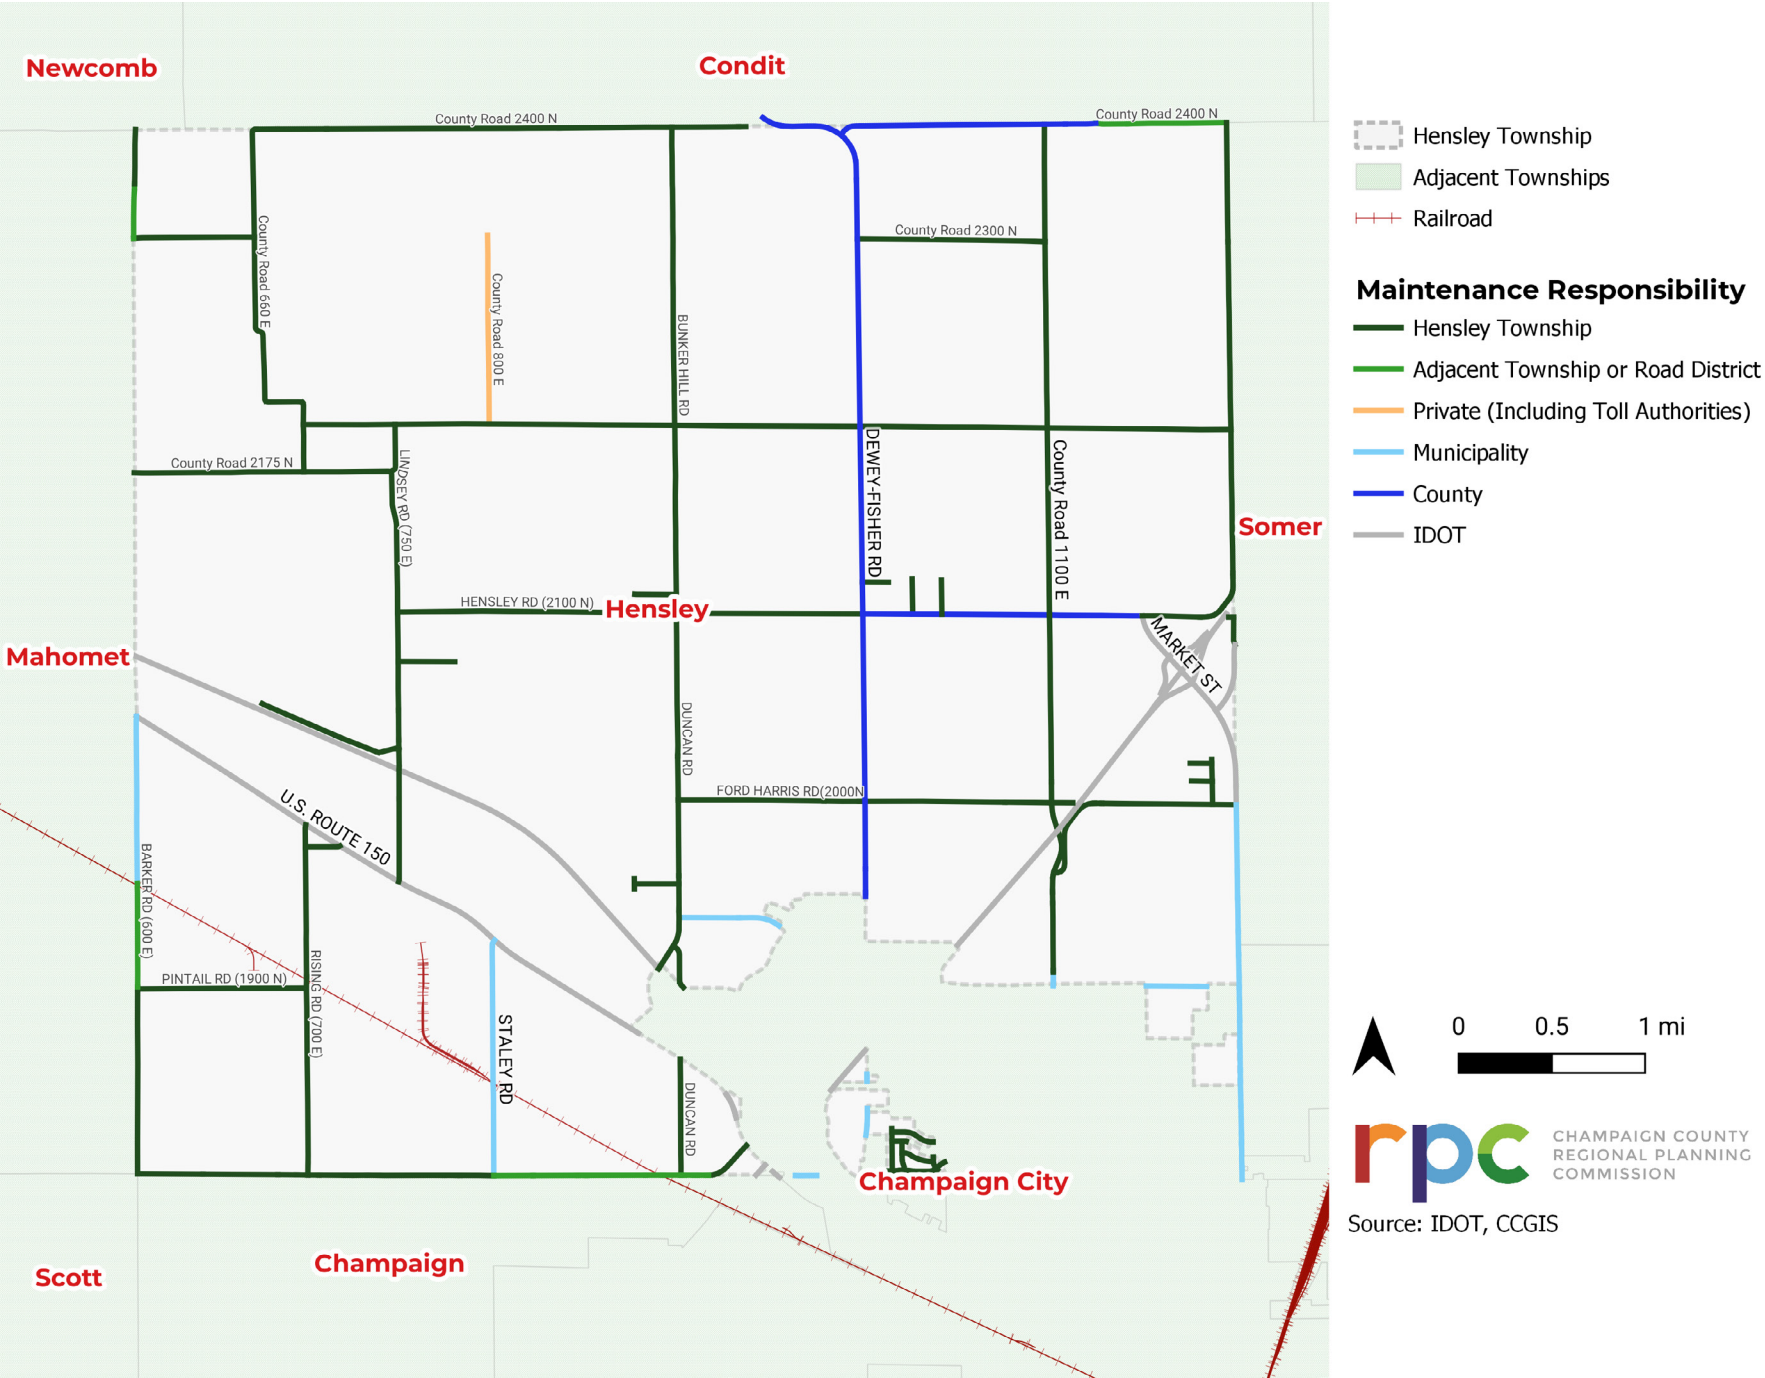 Newcomb
Condit
County Road 2400 N
County Road 2400 N
County Road 660 E
County Road 800 E
County Road 2300 N
BUNKER HILL RD
County Road 2175 N
LINDSEY RD (750 E)
DEWEY-FISHER RD
County Road 1100 E
Somer
HENSLEY RD (2100 N)
Hensley
MARKET ST
Mahomet
DUNCAN RD
FORD HARRIS RD(2000N
U.S. ROUTE 150
BARKER RD (600 E)
PINTAIL RD (1900 N)
RISING RD (700 E)
STALEY RD
DUNCAN RD
Champaign City
Champaign
Scott
Hensley Township
Adjacent Townships
Railroad
Maintenance Responsibility
Hensley Township
Adjacent Township or Road District
Private (Including Toll Authorities)
Municipality
County
IDOT
0 0.5 1 mi
rpc
CHAMPAIGN COUNTY
REGIONAL PLANNING
COMMISSION
Source: IDOT, CCGIS